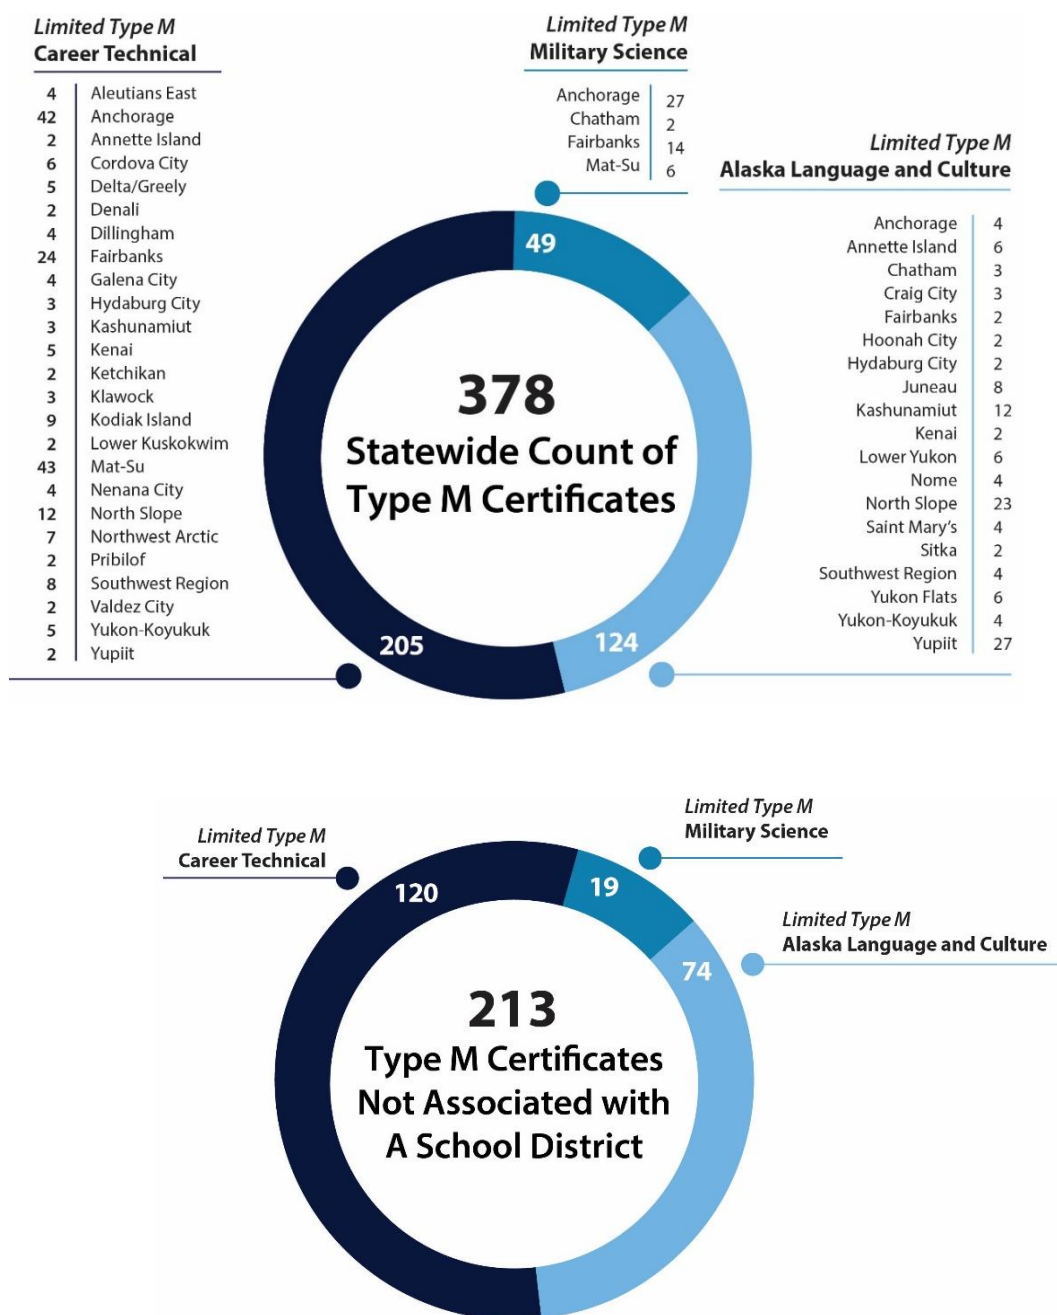 Limited Type M
Career Technical
4 Aleutians East
42 Anchorage
2 Annette Island
6 Cordova City
5 Delta/Greely
2 Denali
4 Dillingham
24 Fairbanks
4 Galena City
3 Hydaburg City
3 Kashunamiut
5 Kenai
2 Ketchikan
3 Klawock
9 Kodiak Island
2 Lower Kuskokwim
43 Mat-Su
4 Nenana City
12 North Slope
7 Northwest Arctic
2 Pribilof
8 Southwest Region
2 Valdez City
5 Yukon-Koyukuk
2 Yupiit
Limited Type M
Military Science
Anchorage 27
Chatham 2
Fairbanks 14
Mat-Su 6
Limited Type M
Alaska Language and Culture
Anchorage 4
Annette Island 6
Chatham 3
Craig City 3
Fairbanks 2
Hoonah City 2
Hydaburg City 2
Juneau 8
Kashunamiut 12
Kenai 2
Lower Yukon 6
Nome 4
North Slope 23
Saint Mary's 4
Sitka 2
Southwest Region 4
Yukon Flats 6
Yukon-Koyukuk 4
Yupiit 27
49
378
Statewide Count of
Type M Certificates
205
124
Limited Type M
Career Technical
Limited Type M
Military Science
Limited Type M
Alaska Language and Culture
120
19
74
213
Type M Certificates
Not Associated with
A School District